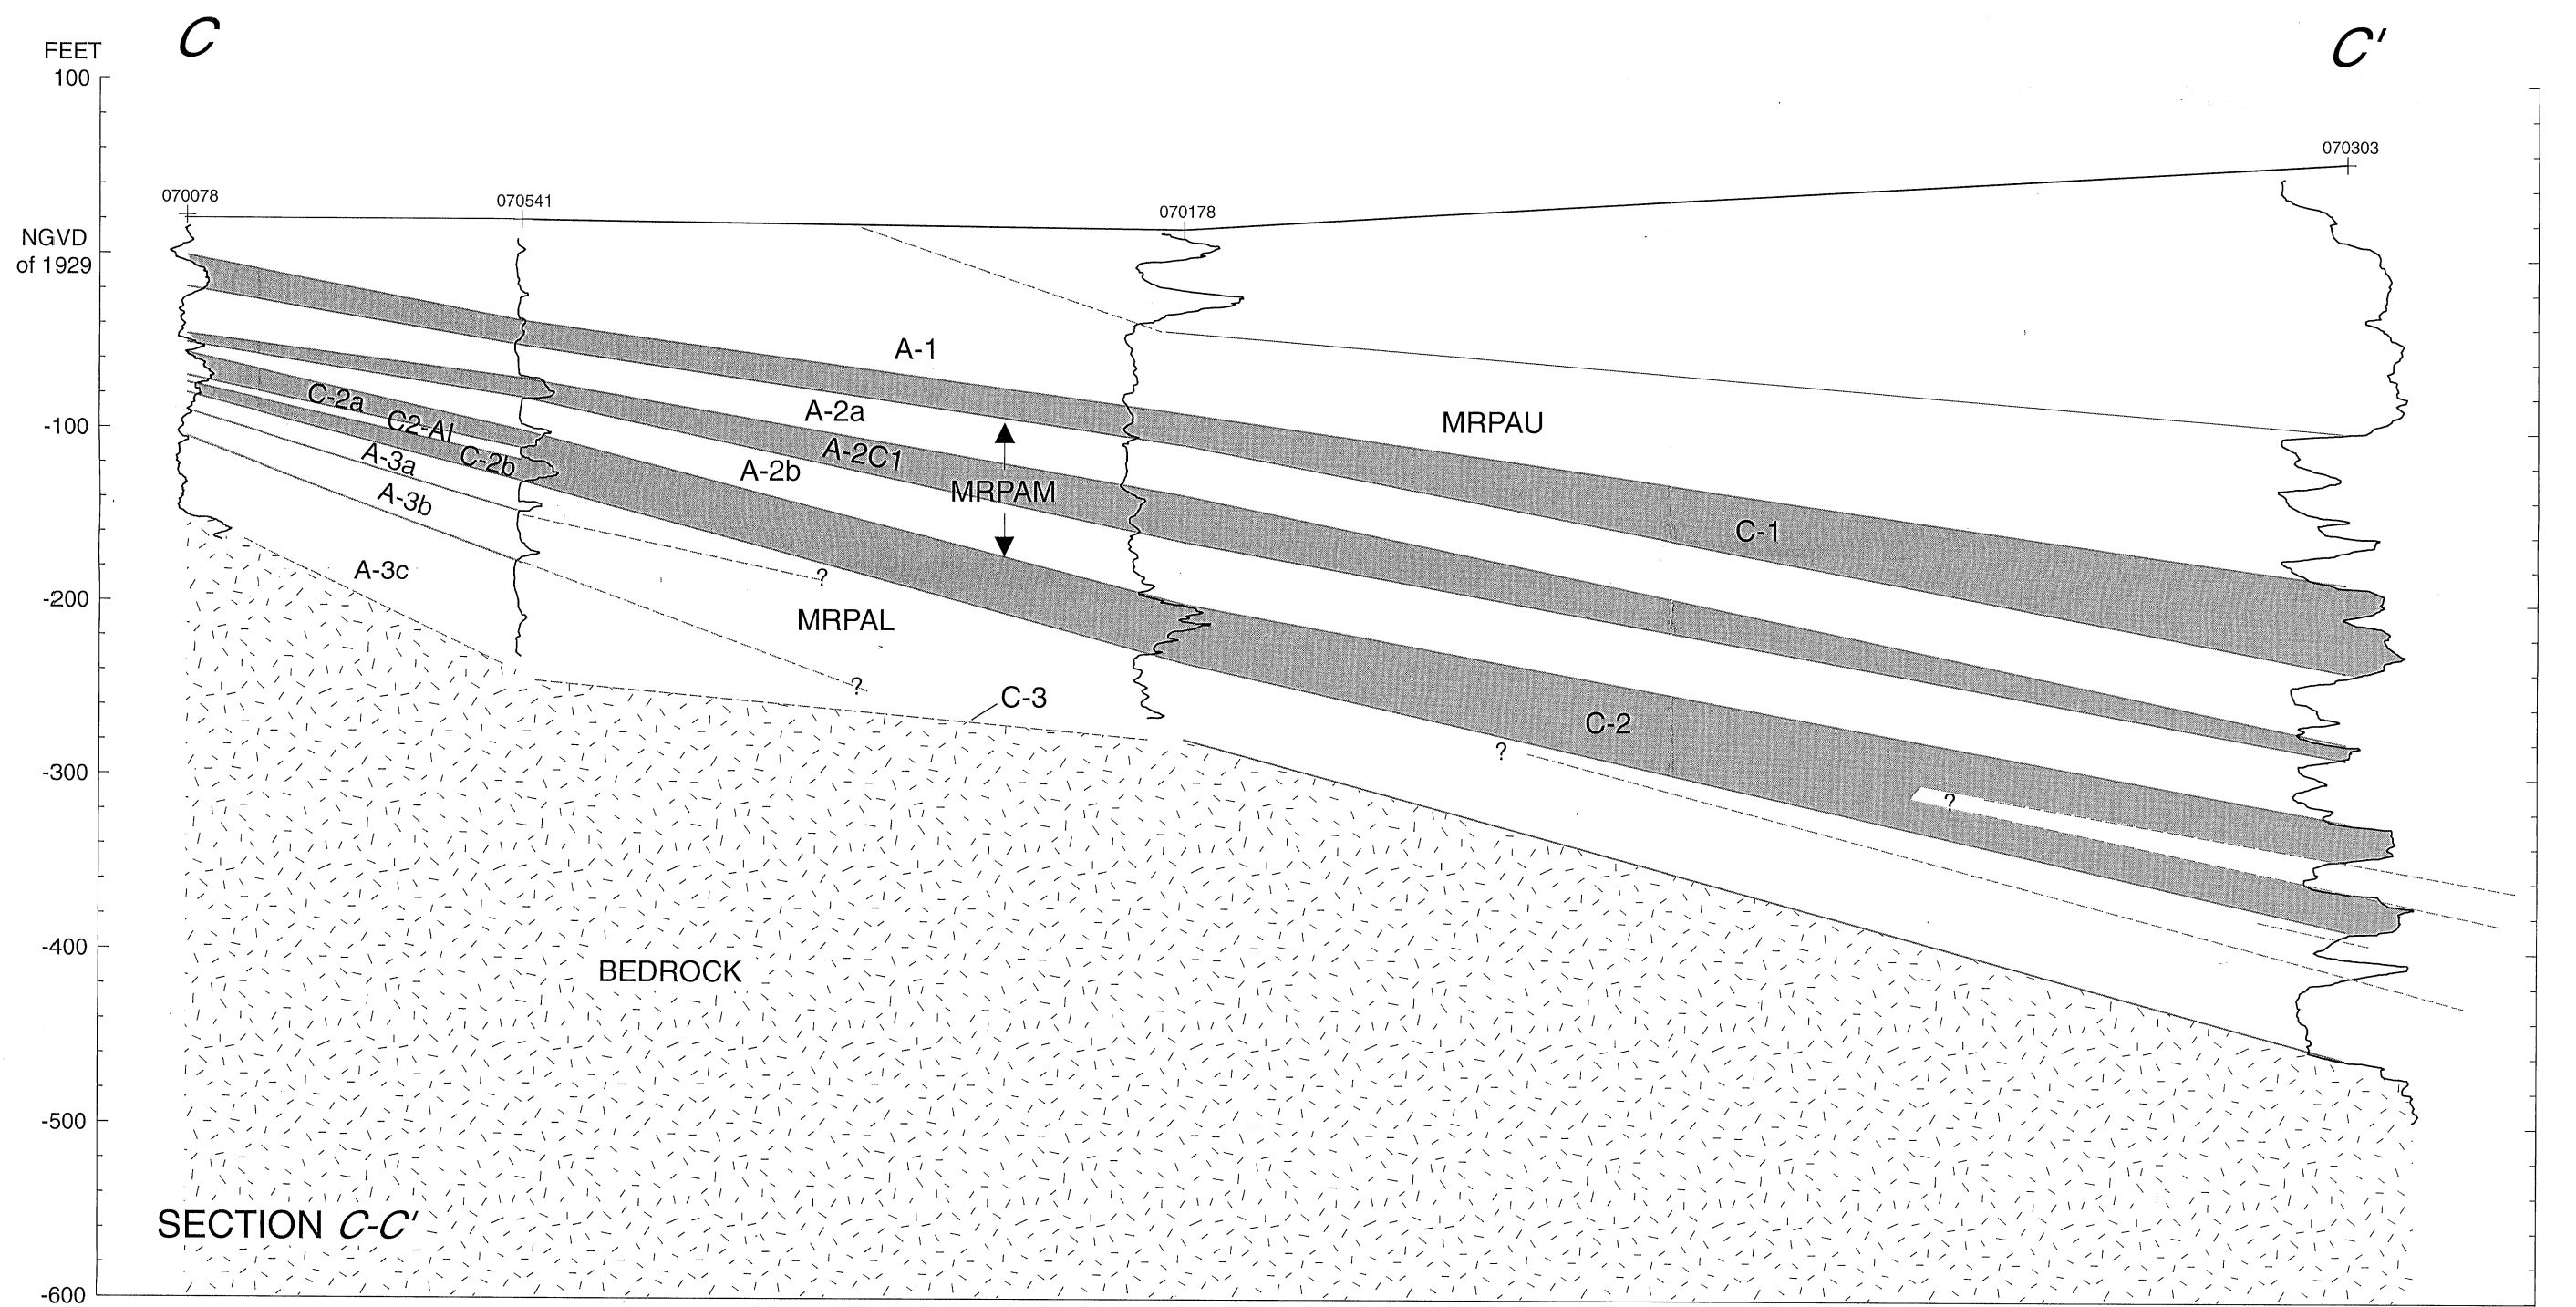 C
C'
FEET
100
NGVD
of 1929
-100
-200
-300
-400
-500
-600
070078
070541
070178
070303
A-1
A-2a
A-2C1
A-2b
MRPAM
MRPAU
C-1
C-2a
C2-AI
C-2b
A-3a
A-3b
A-3c
?
MRPAL
?
C-3
C-2
?
?
BEDROCK
SECTION C-C'